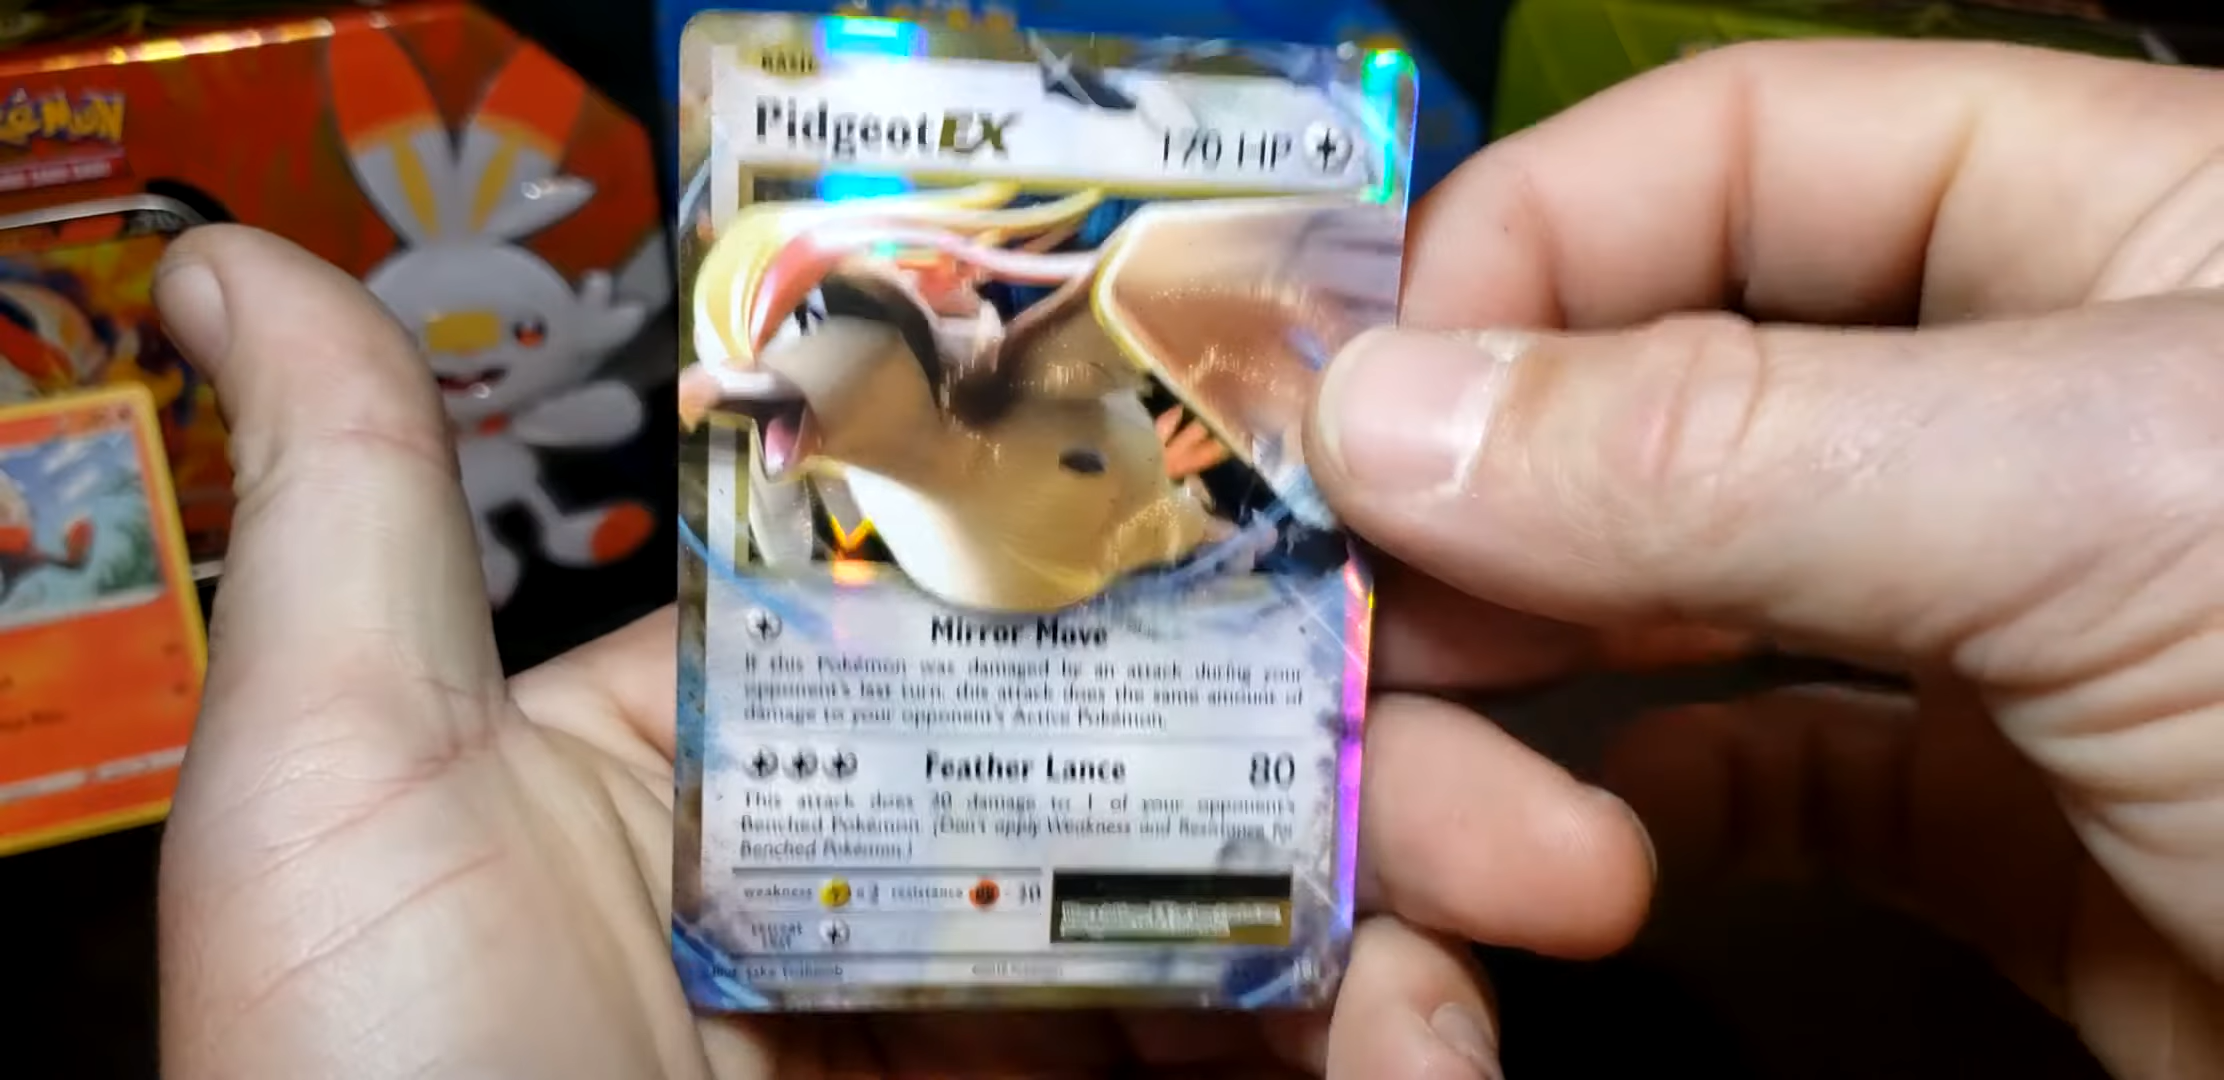 BASIC
Pidgeot EX
170 HP
Mirror Move
If this Pokémon was damaged by an attack during your
opponent's last turn, this attack does the same amount of
damage to your opponent's Active Pokémon.
Feather Lance 80
This attack does 30 damage to 1 of your opponent's
Benched Pokémon. (Don't apply Weakness and Resistance for
Benched Pokémon.)
weakness ×2 resistance -30
retreat
cost